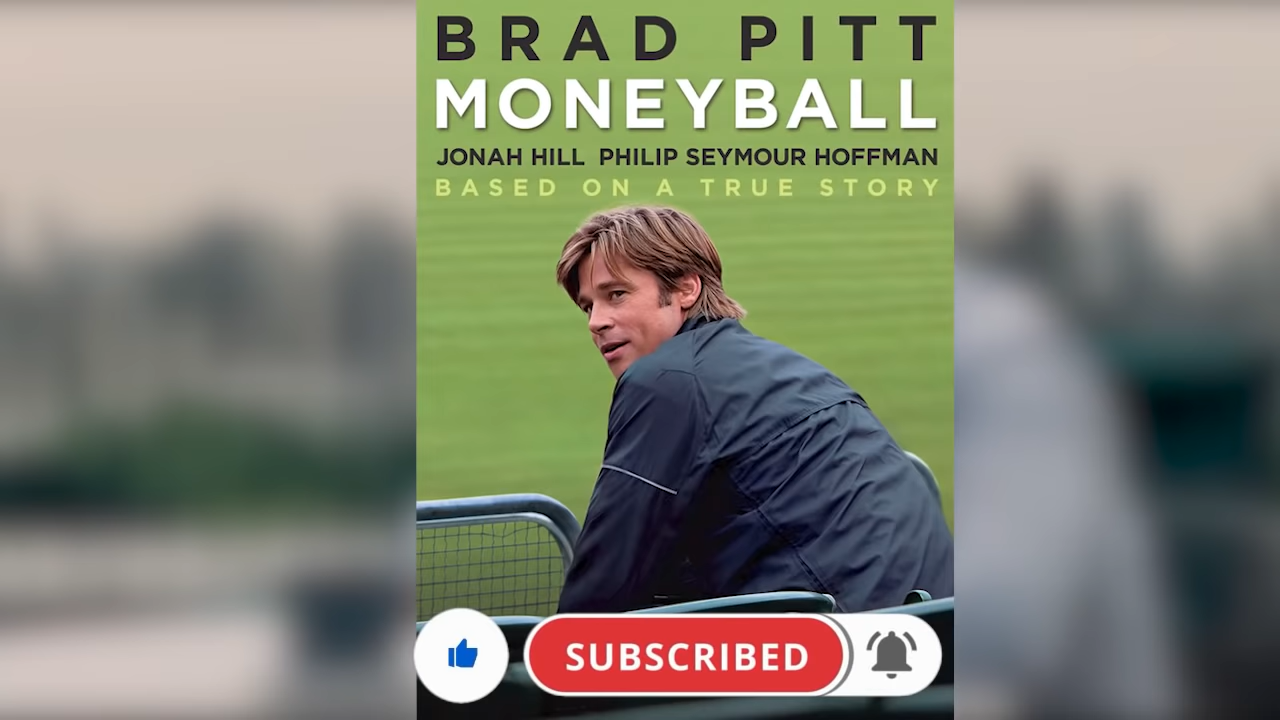 BRAD PITT
MONEYBALL
JONAH HILL PHILIP SEYMOUR HOFFMAN
BASED ON A TRUE STORY
SUBSCRIBED